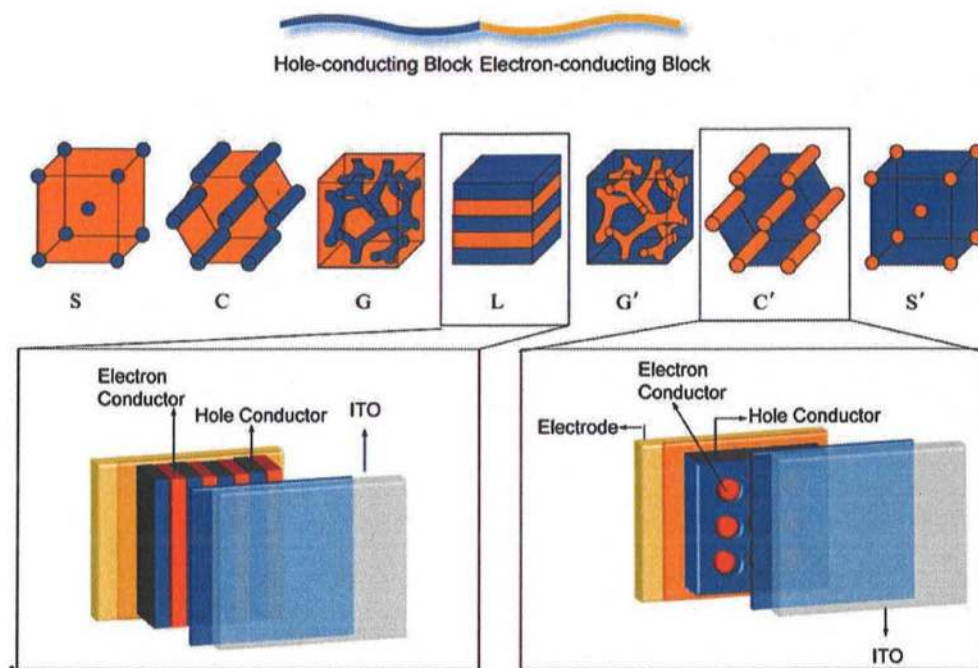 Hole-conducting Block Electron-conducting Block
S C G L G′ C′ S′
Electron
Conductor
Hole Conductor
ITO
Electron
Conductor
Hole Conductor
Electrode
ITO